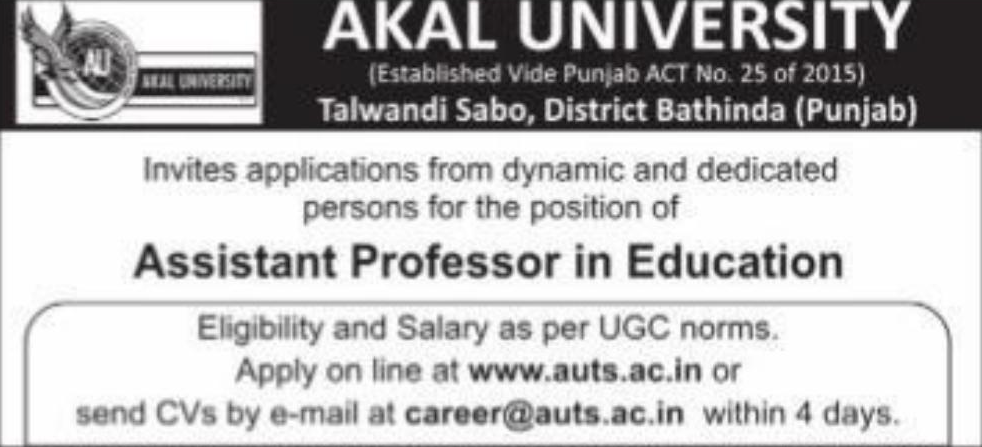 AKAL UNIVERSITY
(Established Vide Punjab ACT No. 25 of 2015)
Talwandi Sabo, District Bathinda (Punjab)
AU
AKAL UNIVERSITY
Invites applications from dynamic and dedicated
persons for the position of
Assistant Professor in Education
Eligibility and Salary as per UGC norms.
Apply on line at www.auts.ac.in or
send CVs by e-mail at career@auts.ac.in within 4 days.